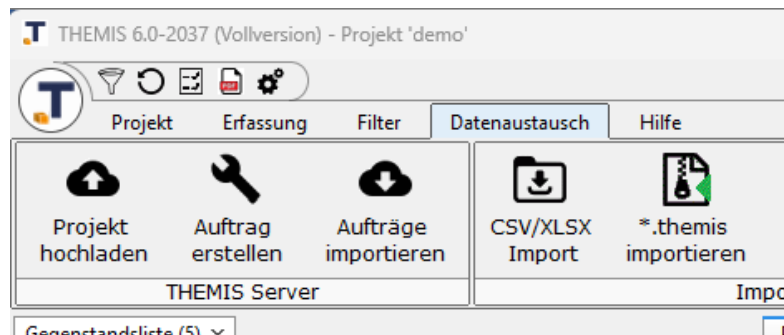 THEMIS 6.0-2037 (Vollversion) - Projekt 'demo'
Projekt Erfassung Filter Datenaustausch Hilfe
Projekt hochladen
Auftrag erstellen
Aufträge importieren
CSV/XLSX Import
*.themis importieren
THEMIS Server
Gegenstandsliste (5)